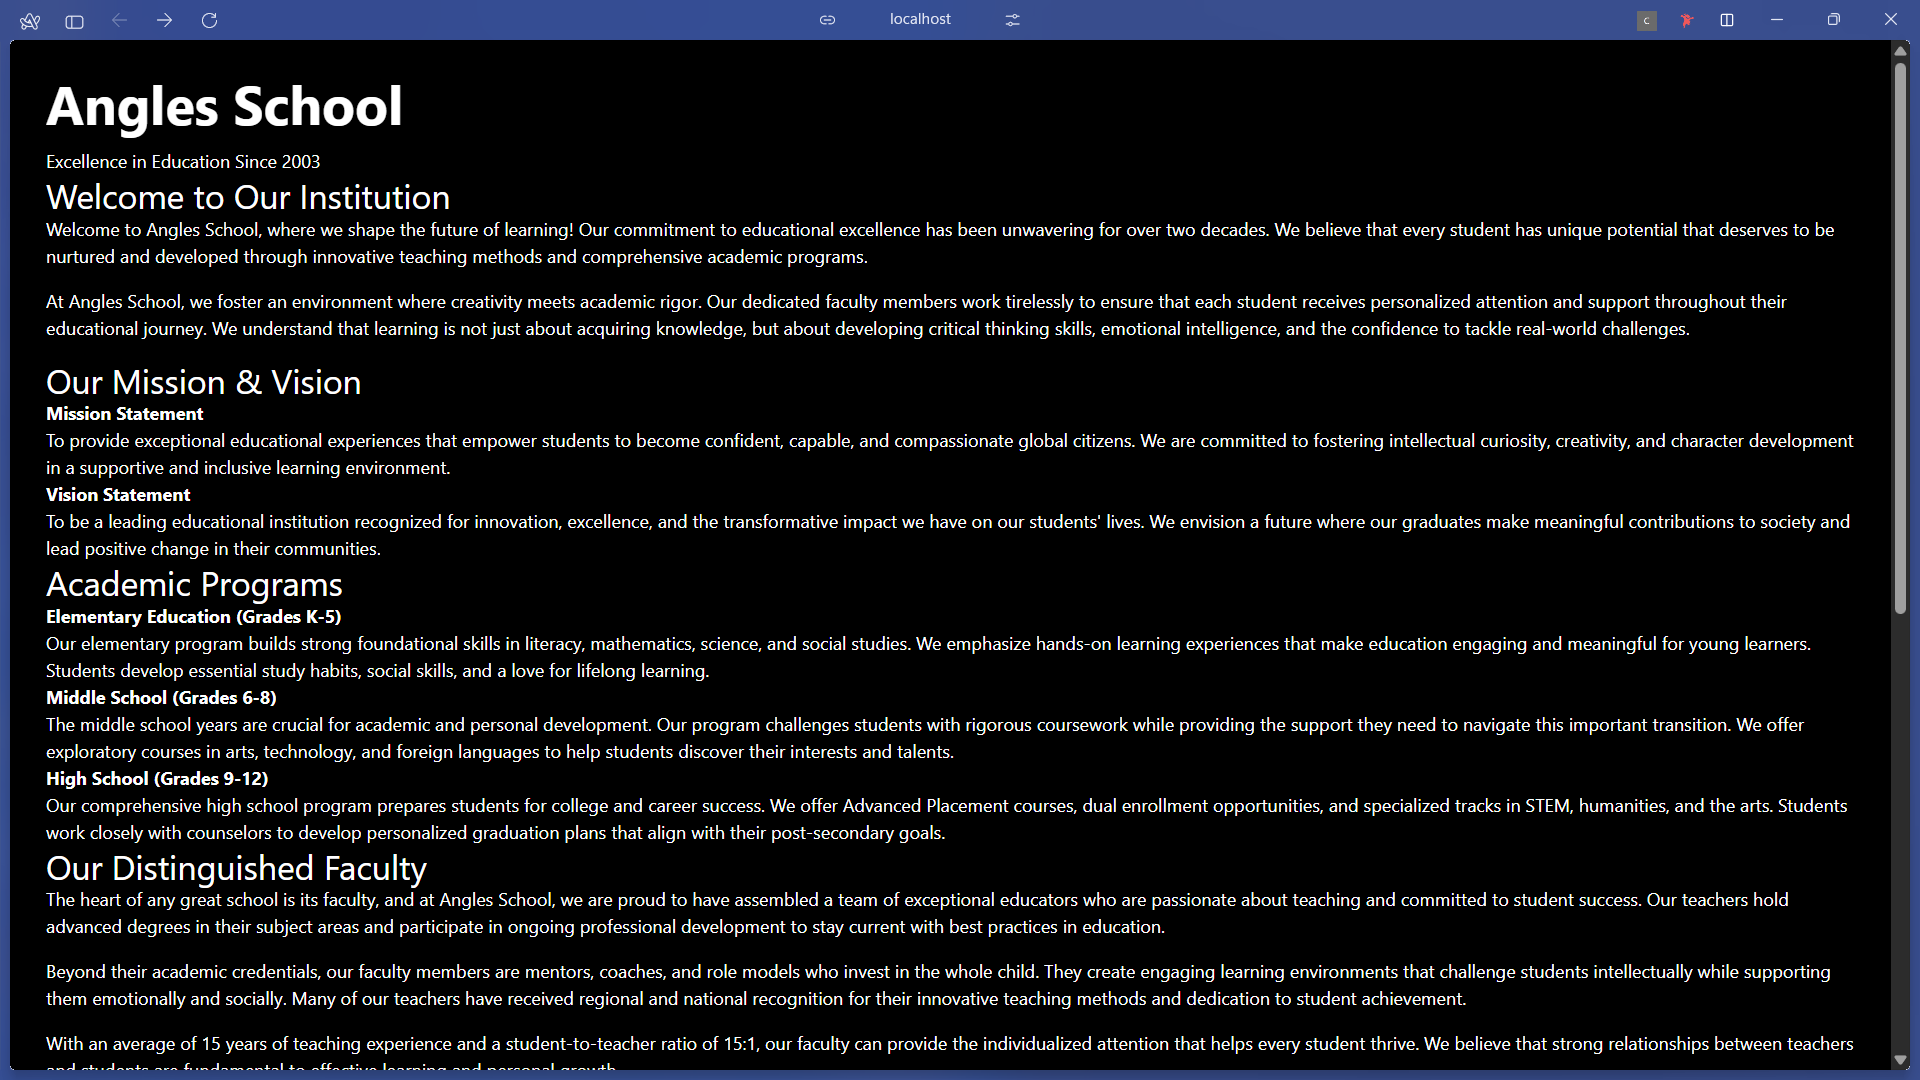 localhost
C
Angles School
Excellence in Education Since 2003
Welcome to Our Institution
Welcome to Angles School, where we shape the future of learning! Our commitment to educational excellence has been unwavering for over two decades. We believe that every student has unique potential that deserves to be
nurtured and developed through innovative teaching methods and comprehensive academic programs.
At Angles School, we foster an environment where creativity meets academic rigor. Our dedicated faculty members work tirelessly to ensure that each student receives personalized attention and support throughout their
educational journey. We understand that learning is not just about acquiring knowledge, but about developing critical thinking skills, emotional intelligence, and the confidence to tackle real-world challenges.
Our Mission & Vision
Mission Statement
To provide exceptional educational experiences that empower students to become confident, capable, and compassionate global citizens. We are committed to fostering intellectual curiosity, creativity, and character development
in a supportive and inclusive learning environment.
Vision Statement
To be a leading educational institution recognized for innovation, excellence, and the transformative impact we have on our students' lives. We envision a future where our graduates make meaningful contributions to society and
lead positive change in their communities.
Academic Programs
Elementary Education (Grades K-5)
Our elementary program builds strong foundational skills in literacy, mathematics, science, and social studies. We emphasize hands-on learning experiences that make education engaging and meaningful for young learners.
Students develop essential study habits, social skills, and a love for lifelong learning.
Middle School (Grades 6-8)
The middle school years are crucial for academic and personal development. Our program challenges students with rigorous coursework while providing the support they need to navigate this important transition. We offer
exploratory courses in arts, technology, and foreign languages to help students discover their interests and talents.
High School (Grades 9-12)
Our comprehensive high school program prepares students for college and career success. We offer Advanced Placement courses, dual enrollment opportunities, and specialized tracks in STEM, humanities, and the arts. Students
work closely with counselors to develop personalized graduation plans that align with their post-secondary goals.
Our Distinguished Faculty
The heart of any great school is its faculty, and at Angles School, we are proud to have assembled a team of exceptional educators who are passionate about teaching and committed to student success. Our teachers hold
advanced degrees in their subject areas and participate in ongoing professional development to stay current with best practices in education.
Beyond their academic credentials, our faculty members are mentors, coaches, and role models who invest in the whole child. They create engaging learning environments that challenge students intellectually while supporting
them emotionally and socially. Many of our teachers have received regional and national recognition for their innovative teaching methods and dedication to student achievement.
With an average of 15 years of teaching experience and a student-to-teacher ratio of 15:1, our faculty can provide the individualized attention that helps every student thrive. We believe that strong relationships between teachers
and students are fundamental to effective learning and personal growth.